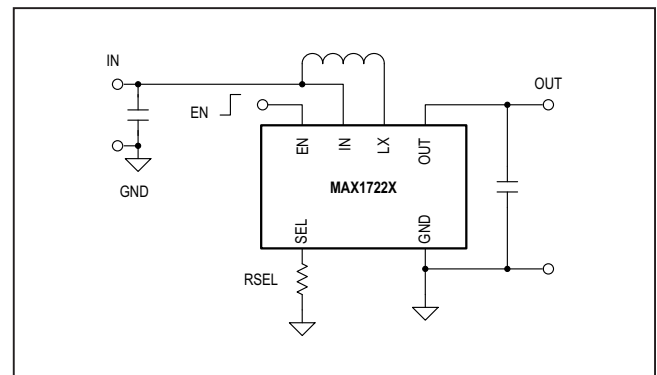 IN
OUT
EN
EN
IN
LX
OUT
MAX1722X
GND
SEL
GND
RSEL